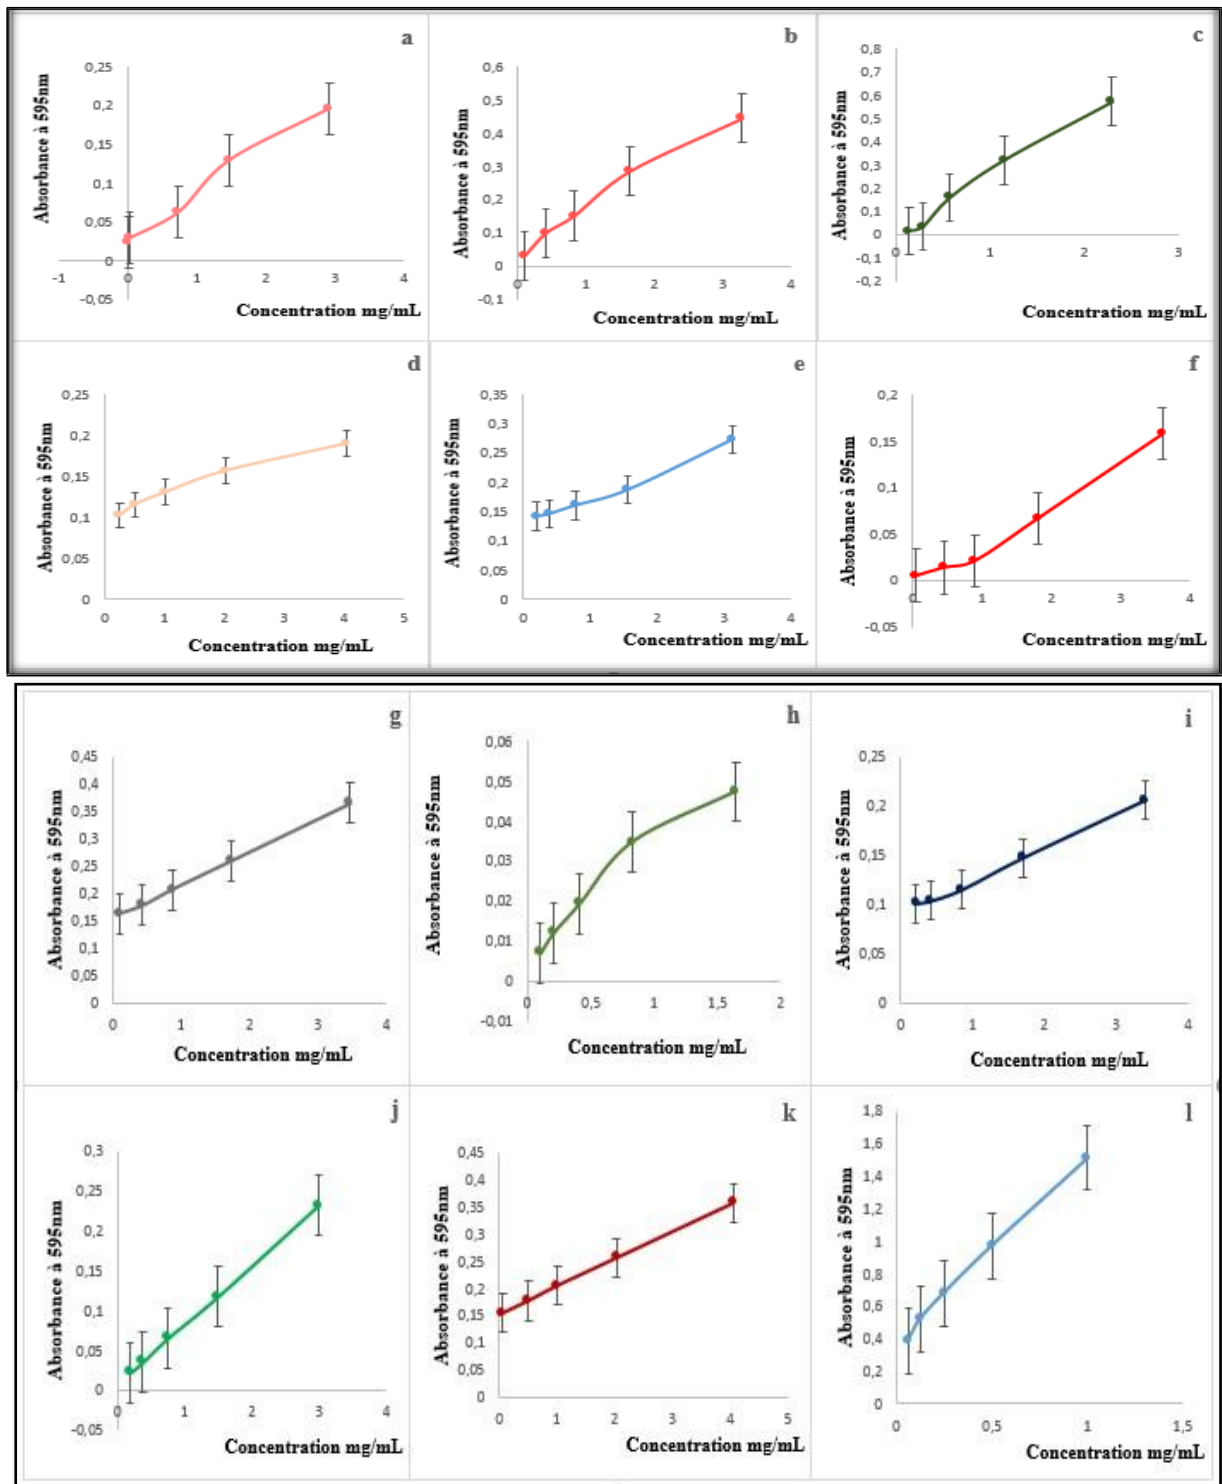 a
Absorbance à 595nm
0,25
0,2
0,15
0,1
0,05
0
-0,05
-1 0 1 2 3 4
Concentration mg/mL
b
Absorbance à 595nm
0,6
0,5
0,4
0,3
0,2
0,1
0
-0,1
0 1 2 3 4
Concentration mg/mL
c
Absorbance à 595nm
0,8
0,7
0,6
0,5
0,4
0,3
0,2
0,1
0
-0,1
-0,2
0 1 2 3
Concentration mg/mL
d
Absorbance à 595nm
0,25
0,2
0,15
0,1
0,05
0
0 1 2 3 4 5
Concentration mg/mL
e
Absorbance à 595nm
0,35
0,3
0,25
0,2
0,15
0,1
0,05
0
0 1 2 3 4
Concentration mg/mL
f
Absorbance à 595nm
0,2
0,15
0,1
0,05
0
-0,05
0 1 2 3 4
Concentration mg/mL
g
Absorbance à 595nm
0,45
0,4
0,35
0,3
0,25
0,2
0,15
0,1
0,05
0
0 1 2 3 4
Concentration mg/mL
h
Absorbance à 595nm
0,06
0,05
0,04
0,03
0,02
0,01
0
-0,01
0 0,5 1 1,5 2
Concentration mg/mL
i
Absorbance à 595nm
0,25
0,2
0,15
0,1
0,05
0
0 1 2 3 4
Concentration mg/mL
j
Absorbance à 595nm
0,3
0,25
0,2
0,15
0,1
0,05
0
-0,05
0 1 2 3 4
Concentration mg/mL
k
Absorbance à 595nm
0,45
0,4
0,35
0,3
0,25
0,2
0,15
0,1
0,05
0
0 1 2 3 4 5
Concentration mg/mL
l
Absorbance à 595nm
1,8
1,6
1,4
1,2
1
0,8
0,6
0,4
0,2
0
0 0,5 1 1,5
Concentration mg/mL